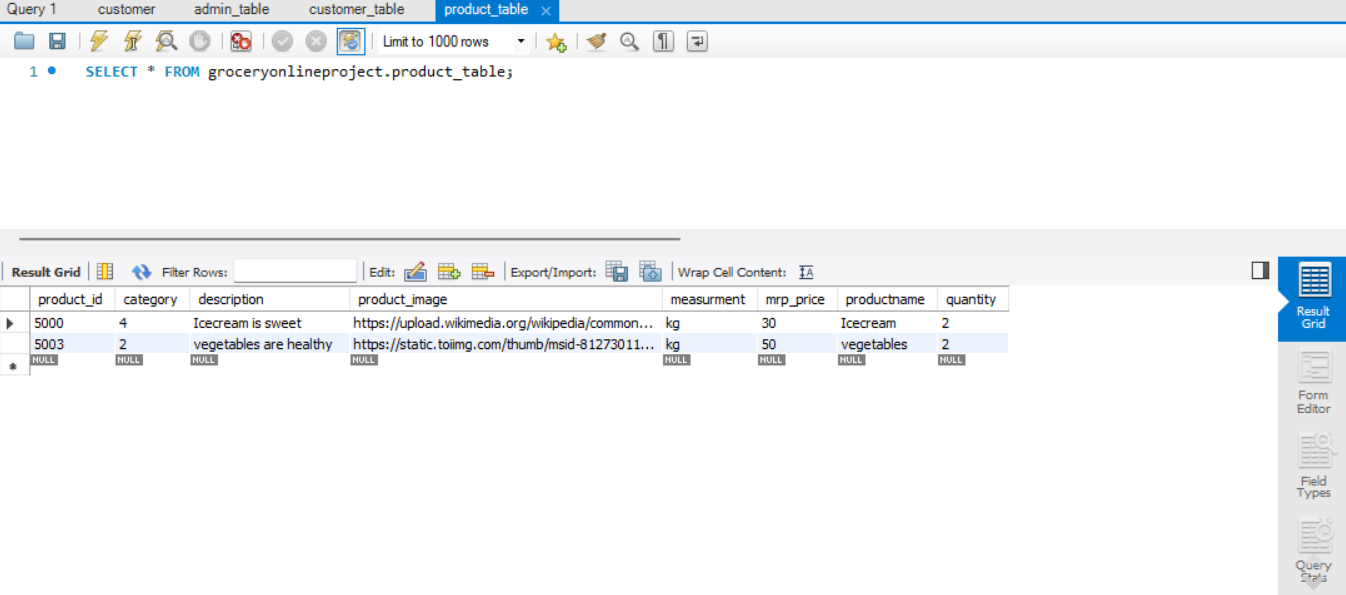 Query 1 customer admin_table customer_table product_table
Limit to 1000 rows
1 SELECT * FROM groceryonlineproject.product_table;
Result Grid Filter Rows: Edit: Export/Import: Wrap Cell Content:
product_id category description product_image measurment mrp_price productname quantity
5000 4 Icecream is sweet https://upload.wikimedia.org/wikipedia/common... kg 30 Icecream 2
5003 2 vegetables are healthy https://static.toiimg.com/thumb/msid-81273011... kg 50 vegetables 2
NULL NULL NULL NULL NULL NULL NULL NULL
Result
Grid
Form
Editor
Field
Types
Query
Stats